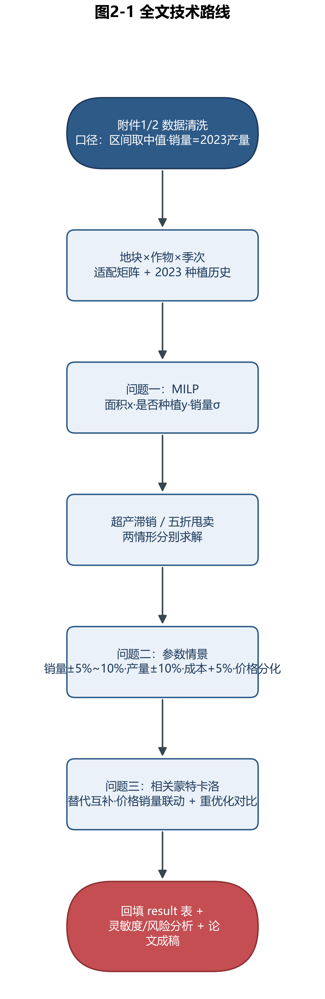 图2-1 全文技术路线
附件1/2 数据清洗
口径：区间取中值·销量=2023产量
地块×作物×季次
适配矩阵 + 2023 种植历史
问题一：MILP
面积x·是否种植y·销量σ
超产滞销 / 五折甩卖
两情形分别求解
问题二：参数情景
销量±5%~10%·产量±10%·成本+5%·价格分化
问题三：相关蒙特卡洛
替代互补·价格销量联动 + 重优化对比
回填 result 表 +
灵敏度/风险分析 + 论
文成稿